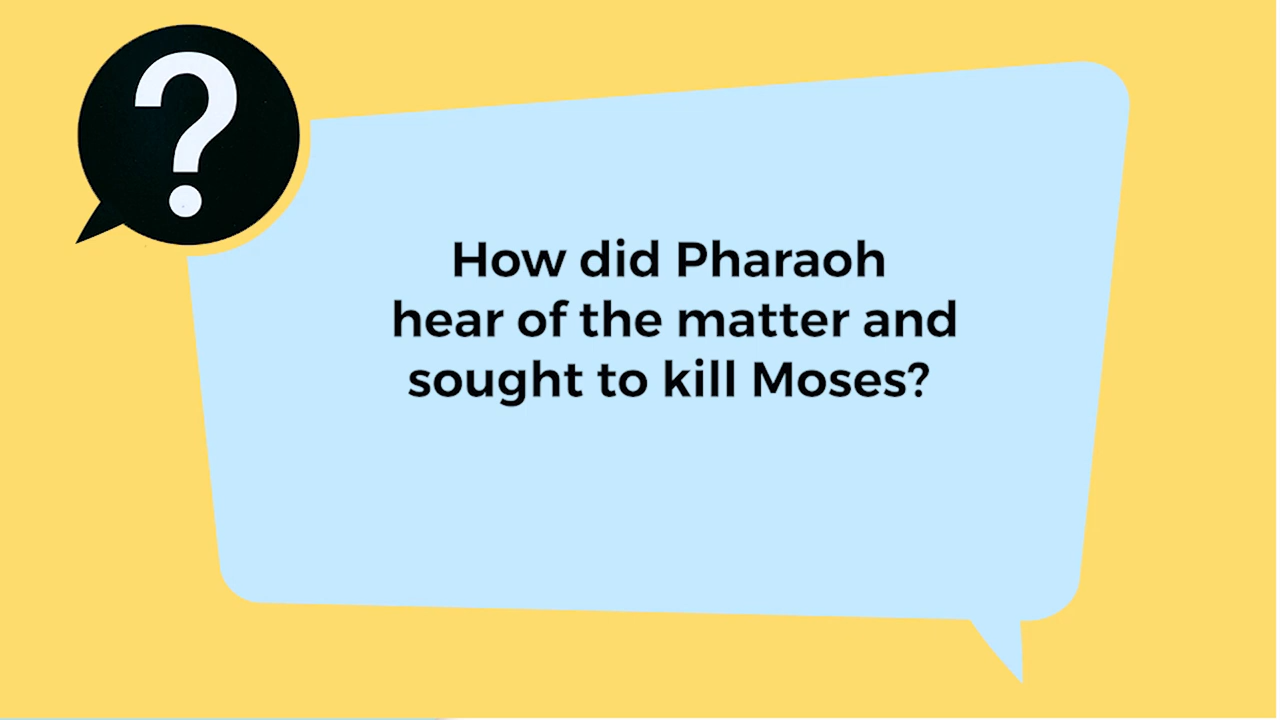 ?
How did Pharaoh
hear of the matter and
sought to kill Moses?